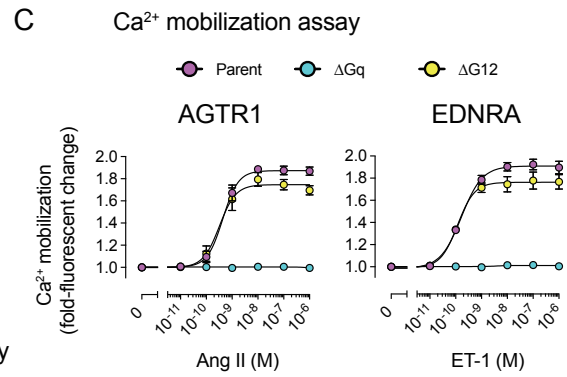 C Ca²⁺ mobilization assay
Parent ΔGq ΔG12
AGTR1 EDNRA
Ca²⁺ mobilization
(fold-fluorescent change)
2.0
1.8
1.6
1.4
1.2
1.0
0 10⁻¹¹ 10⁻¹⁰ 10⁻⁹ 10⁻⁸ 10⁻⁷ 10⁻⁶
Ang II (M)
2.0
1.8
1.6
1.4
1.2
1.0
0 10⁻¹¹ 10⁻¹⁰ 10⁻⁹ 10⁻⁸ 10⁻⁷ 10⁻⁶
ET-1 (M)
y